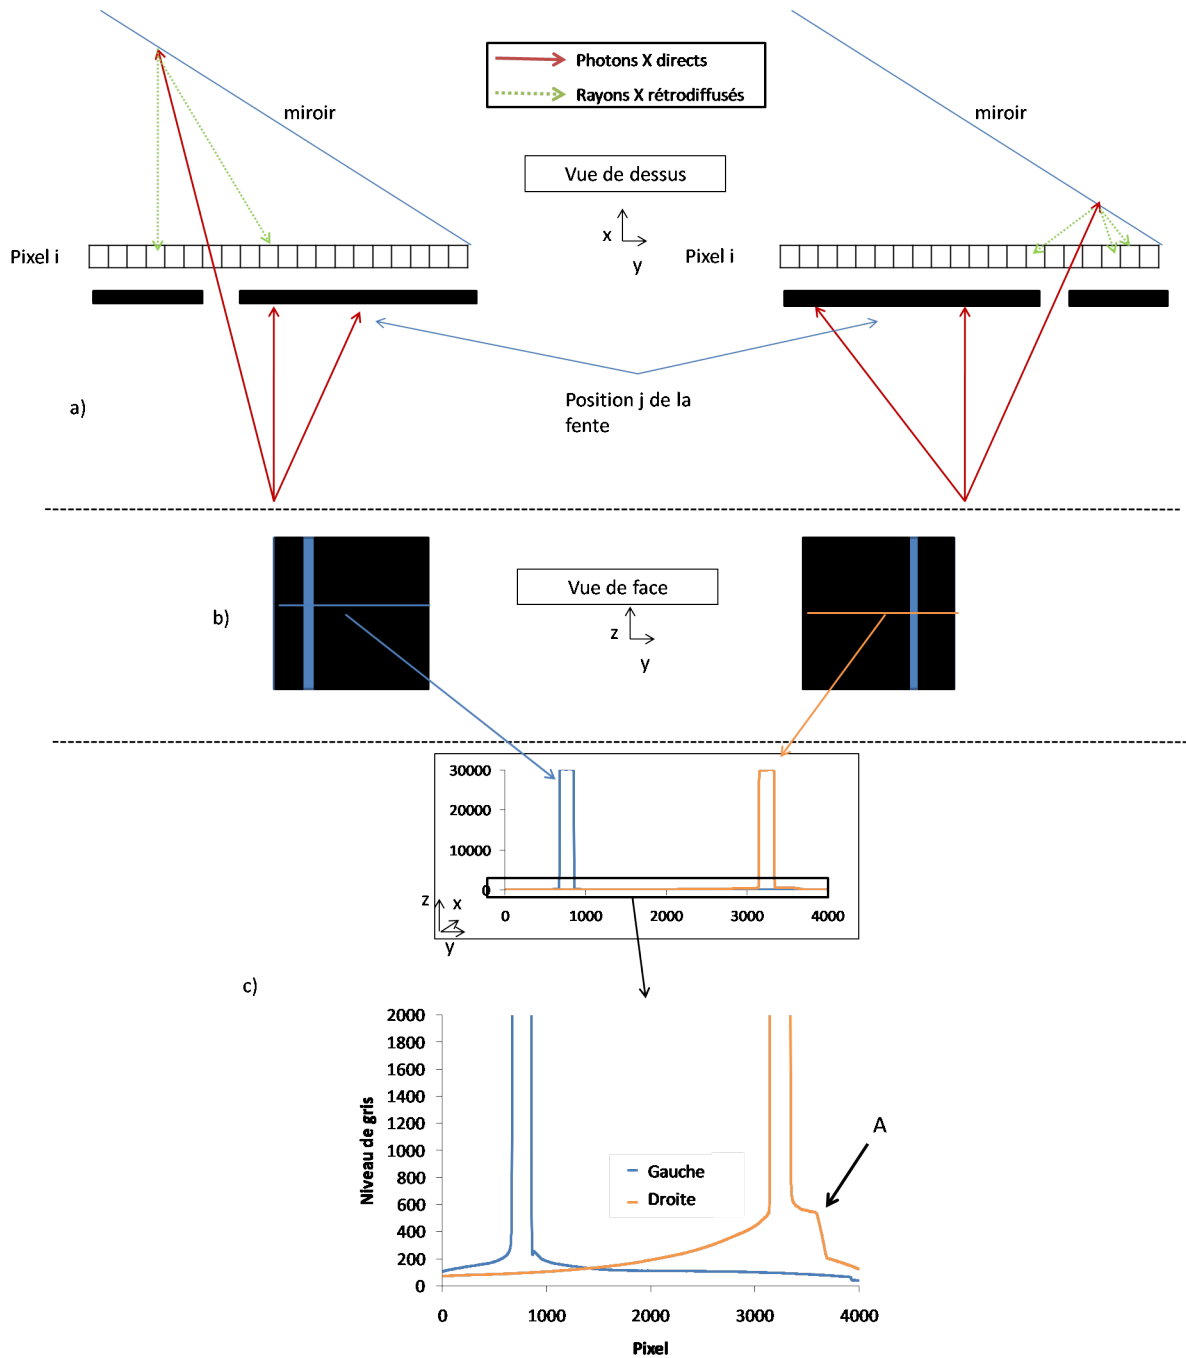 Photons X directs
Rayons X rétrodiffusés
miroir
miroir
Vue de dessus
x
y
Pixel i
Pixel i
Position j de la
fente
a)
Vue de face
z
y
b)
30000
20000
10000
0
0 1000 2000 3000 4000
z x
y
c)
2000
1800
1600
1400
1200
1000
800
600
400
200
0
Niveau de gris
A
Gauche
Droite
0 1000 2000 3000 4000
Pixel